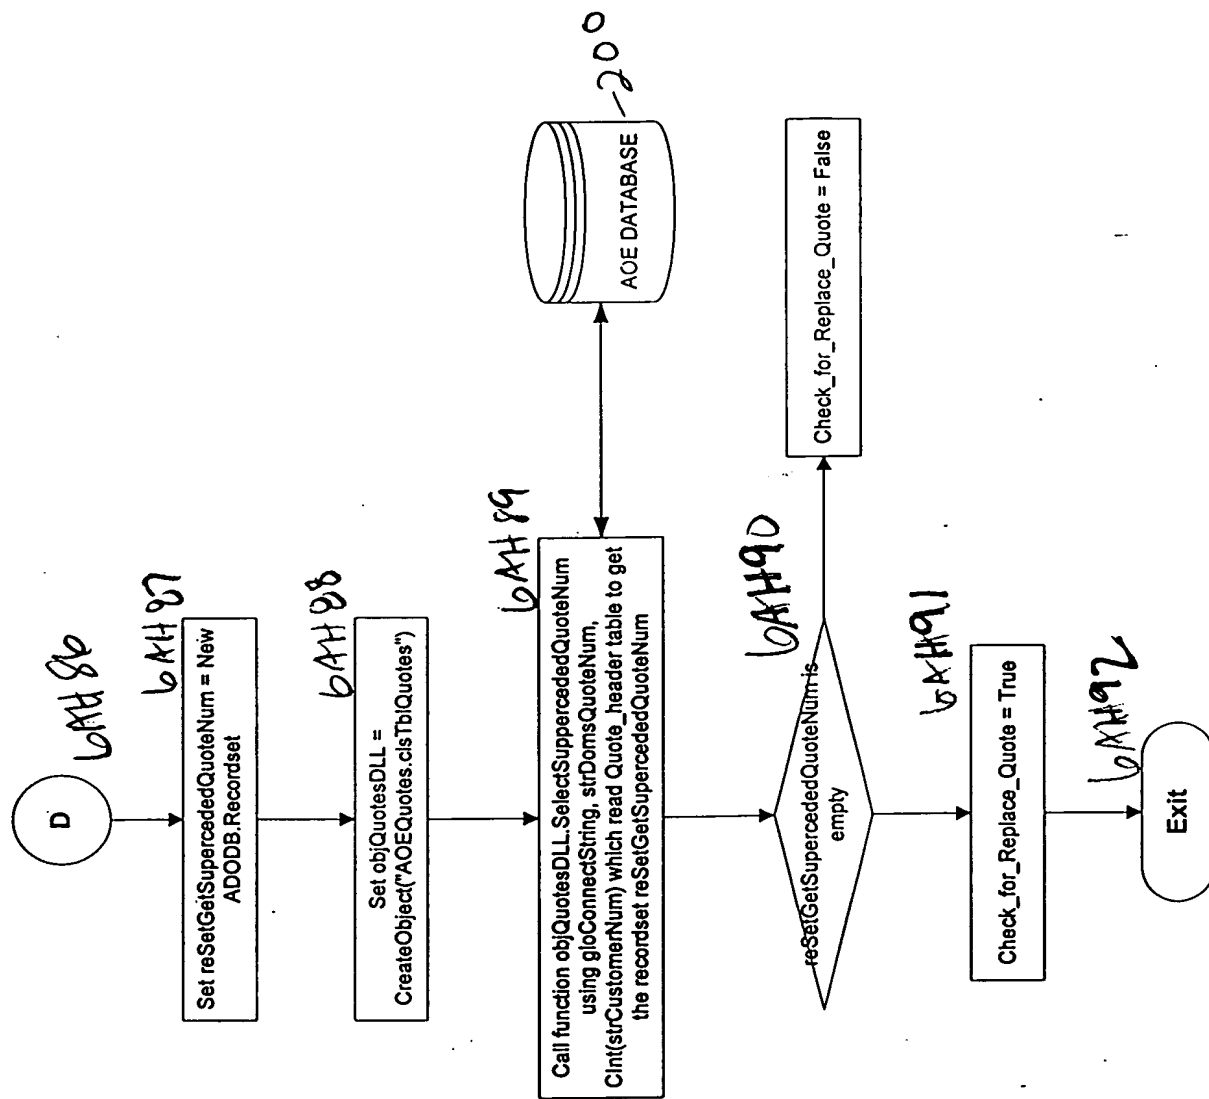 D
6AH86
6AH87
Set reSetGetSupercededQuoteNum = New
ADODB.Recordset
6AH88
Set objQuotesDLL =
CreateObject("AOEQuotes.clsTblQuotes")
6AH89
Call function objQuotesDLL.SelectSuppercededQuoteNum
using gloConnectString, strDomsQuoteNum,
CInt(strCustomerNum) which read Quote_header table to get
the recordset reSetGetSupercededQuoteNum
AOE DATABASE
200
6AH90
reSetGetSupercededQuoteNum is
empty
Check_for_Replace_Quote = False
6AH91
Check_for_Replace_Quote = True
6AH92
Exit